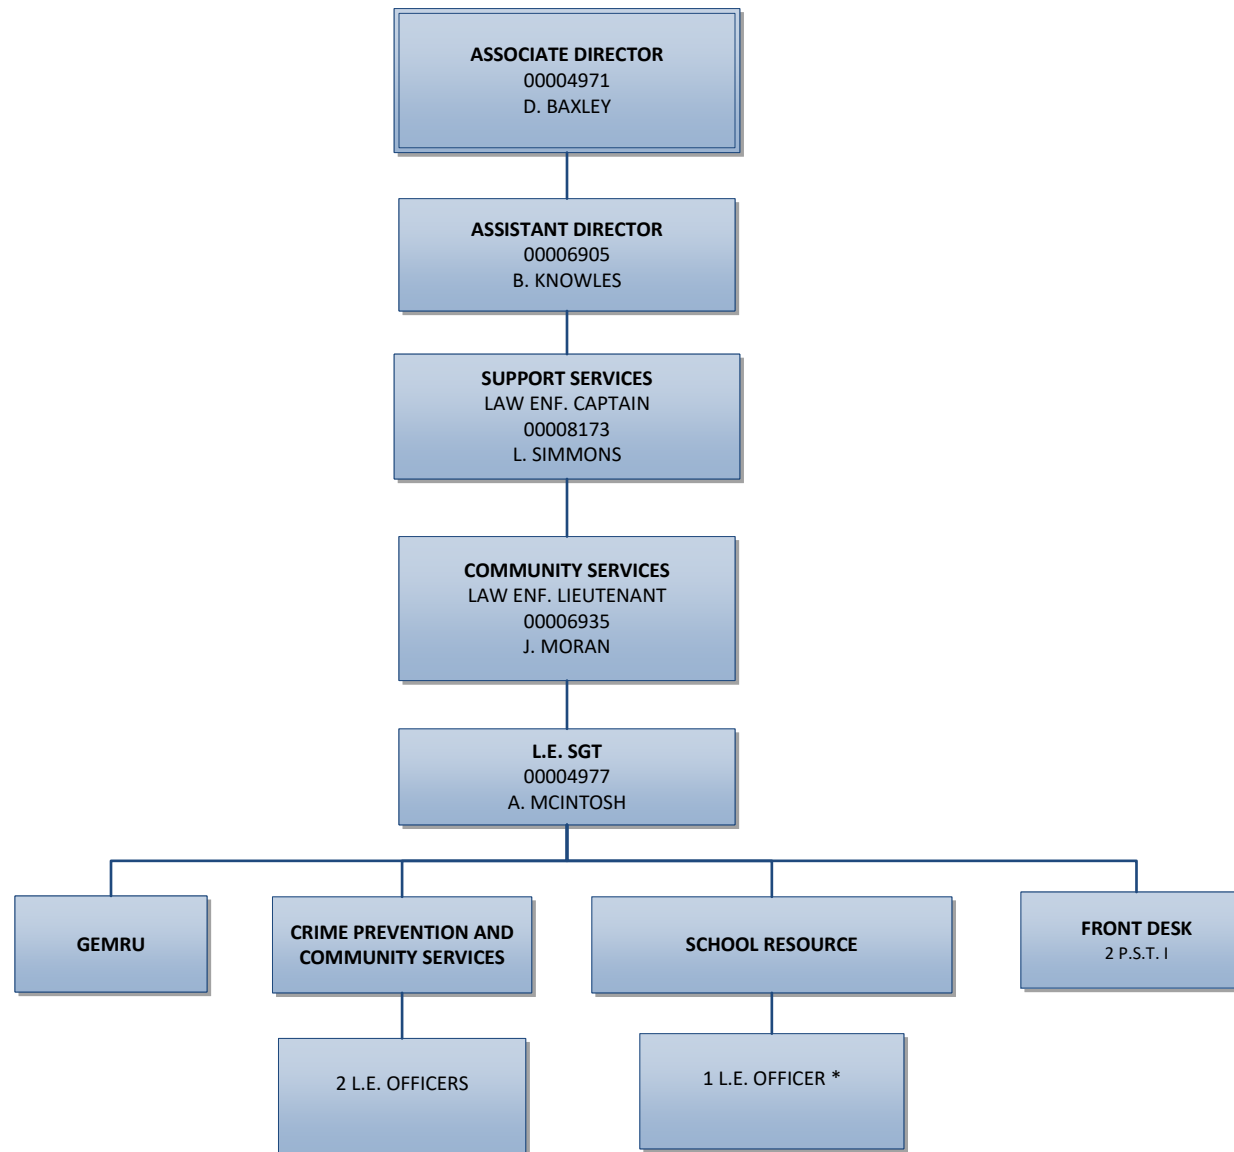 ASSOCIATE DIRECTOR
00004971
D. BAXLEY
ASSISTANT DIRECTOR
00006905
B. KNOWLES
SUPPORT SERVICES
LAW ENF. CAPTAIN
00008173
L. SIMMONS
COMMUNITY SERVICES
LAW ENF. LIEUTENANT
00006935
J. MORAN
L.E. SGT
00004977
A. MCINTOSH
GEMRU
CRIME PREVENTION AND
COMMUNITY SERVICES
SCHOOL RESOURCE
FRONT DESK
2 P.S.T. I
2 L.E. OFFICERS
1 L.E. OFFICER *